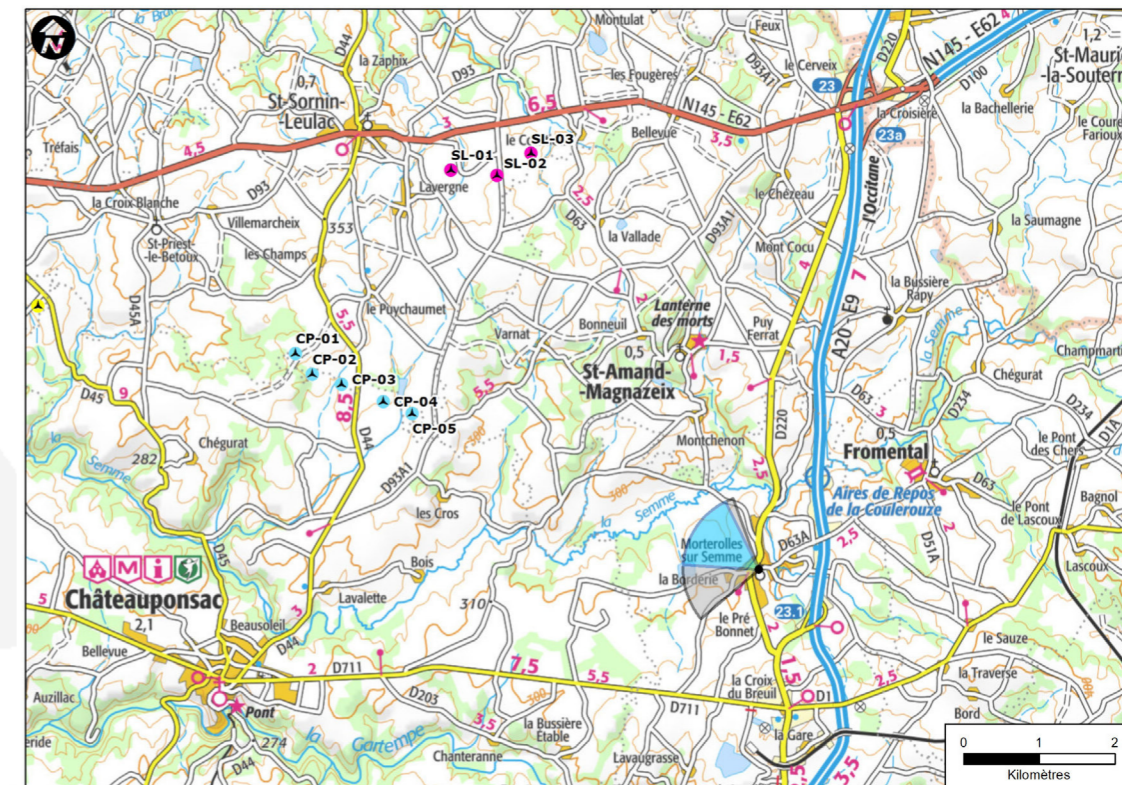 N
la Zaphix
D44
D93
0,7
St-Sornin-
Leulac
Montulat
Feux
les Fougères
D93A1
le Cerveix
23
D220
N145 - E62
4
1,2
D100
la Croisière
la Bachellerie
23a
Tréfais
4,5
3
6,5
N145 - E62
Bellevue
3,5
SL-01
SL-02
SL-03
Lavergne
2,5
le Chézeau
l'Occitane
la Croix Blanche
D93
Villemarcheix
353
St-Priest-
-le-Betoux
les Champs
D63
la Vallade
D93A1
Mont Cocu
4
7
la Saumagne
la Bussière
Rapy
D45A
le Puychaumet
5,5
2
Lanterne
des morts
Bonneuil
Varnat
Puy
Ferrat
A20 - E9
la Semme
CP-01
CP-02
CP-03
CP-04
CP-05
0,5
St-Amand-
-Magnazeix
1,5
Chégurat
D234
D45
9
8,5
5,5
D44
D220
3
D63
Chégurat
282
la
Semme
D93A1
300
Montchenon
2,5
0,5
Fromental
D234
le Pont
des Chers
D1A
D63
Bagnol
Aires de Repos
de la Coulerouze
les Cros
la
Semme
300
le Pont
de Lascoux
2
D51A
2,5
D63A
Morterolles
sur Semme
la Borderie
Lascoux
D45
Bois
Lavalette
310
le Pré
Bonnet
23.1
2
Châteauponsac
2,1
5
Beausoleil
3
D44
Bellevue
2
D711
7,5
5,5
le Sauze
2,5
la Traverse
400
Auzillac
Pont
D203
3,5
300
D711
la Croix
du Breuil
1,5
D1
Bord
la Bussière
Étable
la Gare
274
D44
la
Gartempe
Chanteranne
Lavaugrasse
3,5
0 1 2
Kilomètres